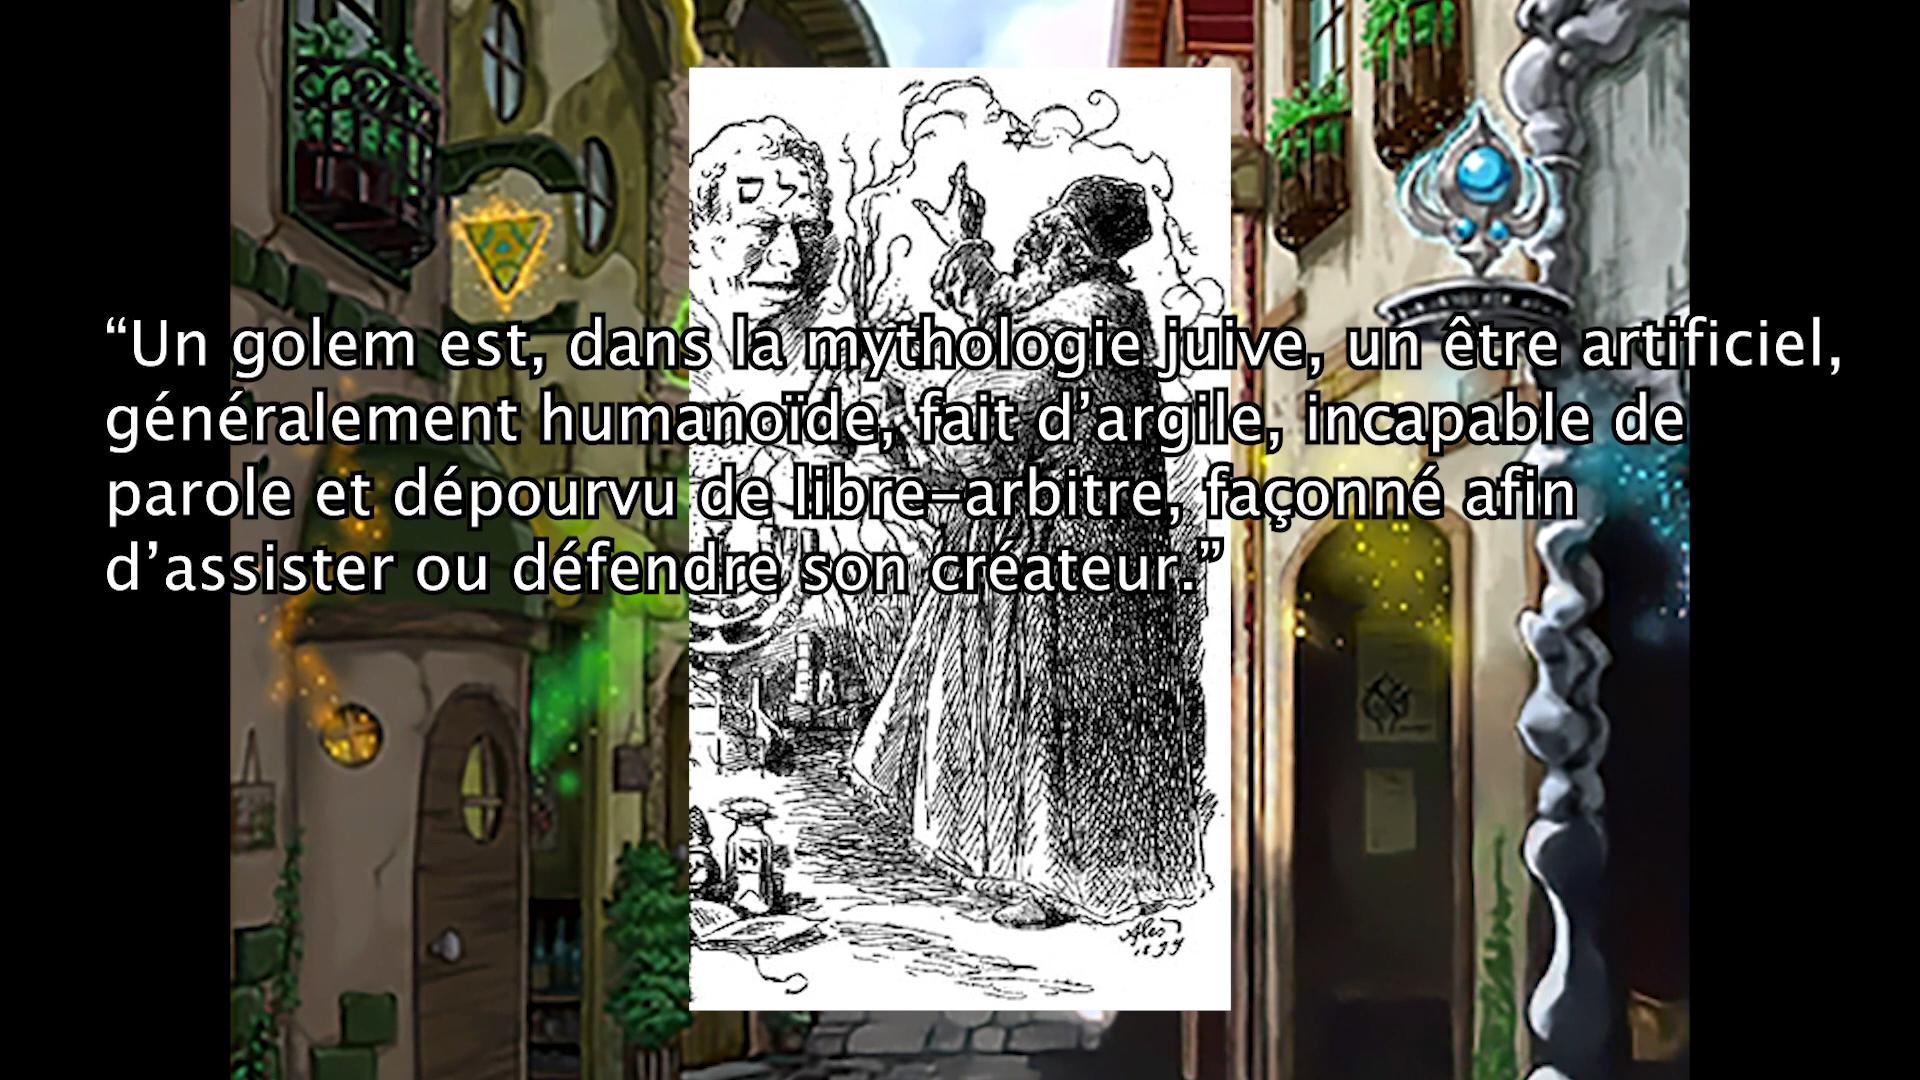 “Un golem est, dans la mythologie juive, un être artificiel,
généralement humanoïde, fait d’argile, incapable de
parole et dépourvu de libre-arbitre, façonné afin
d’assister ou défendre son créateur.”